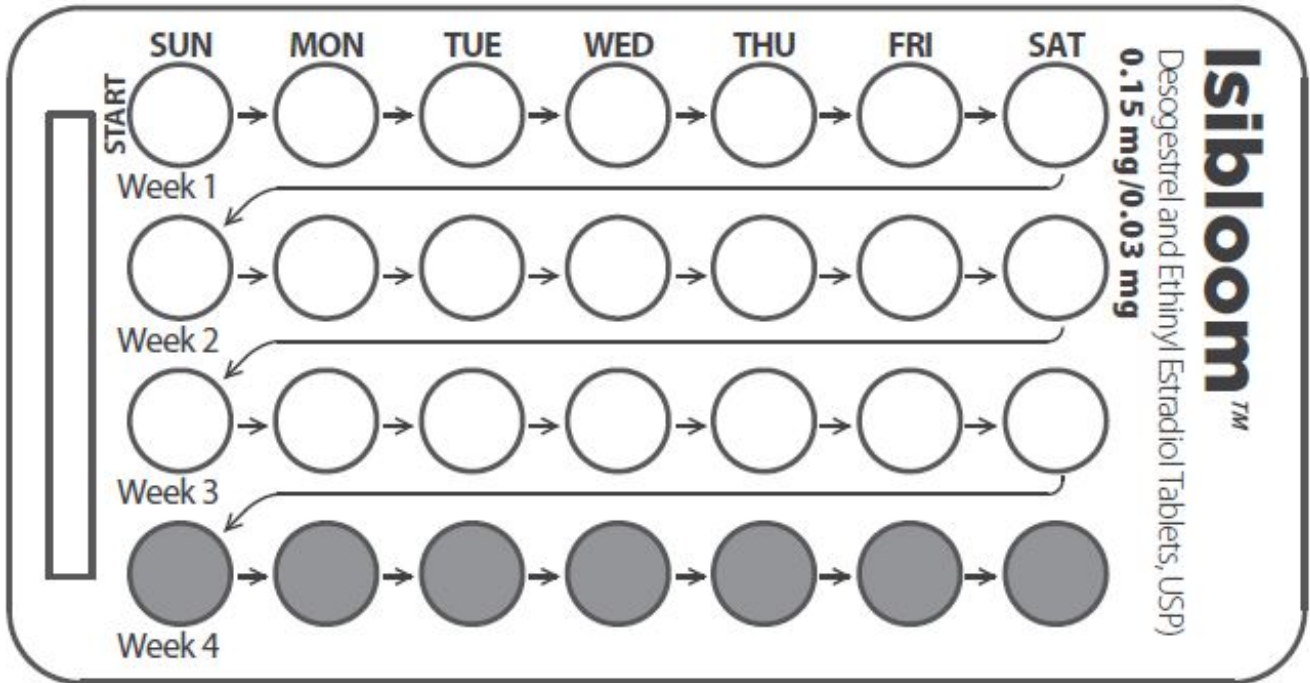 SUN MON TUE WED THU FRI SAT
START
Week 1
Week 2
Week 3
Week 4
Isibloom™
Desogestrel and Ethinyl Estradiol Tablets, USP)
0.15 mg/0.03 mg